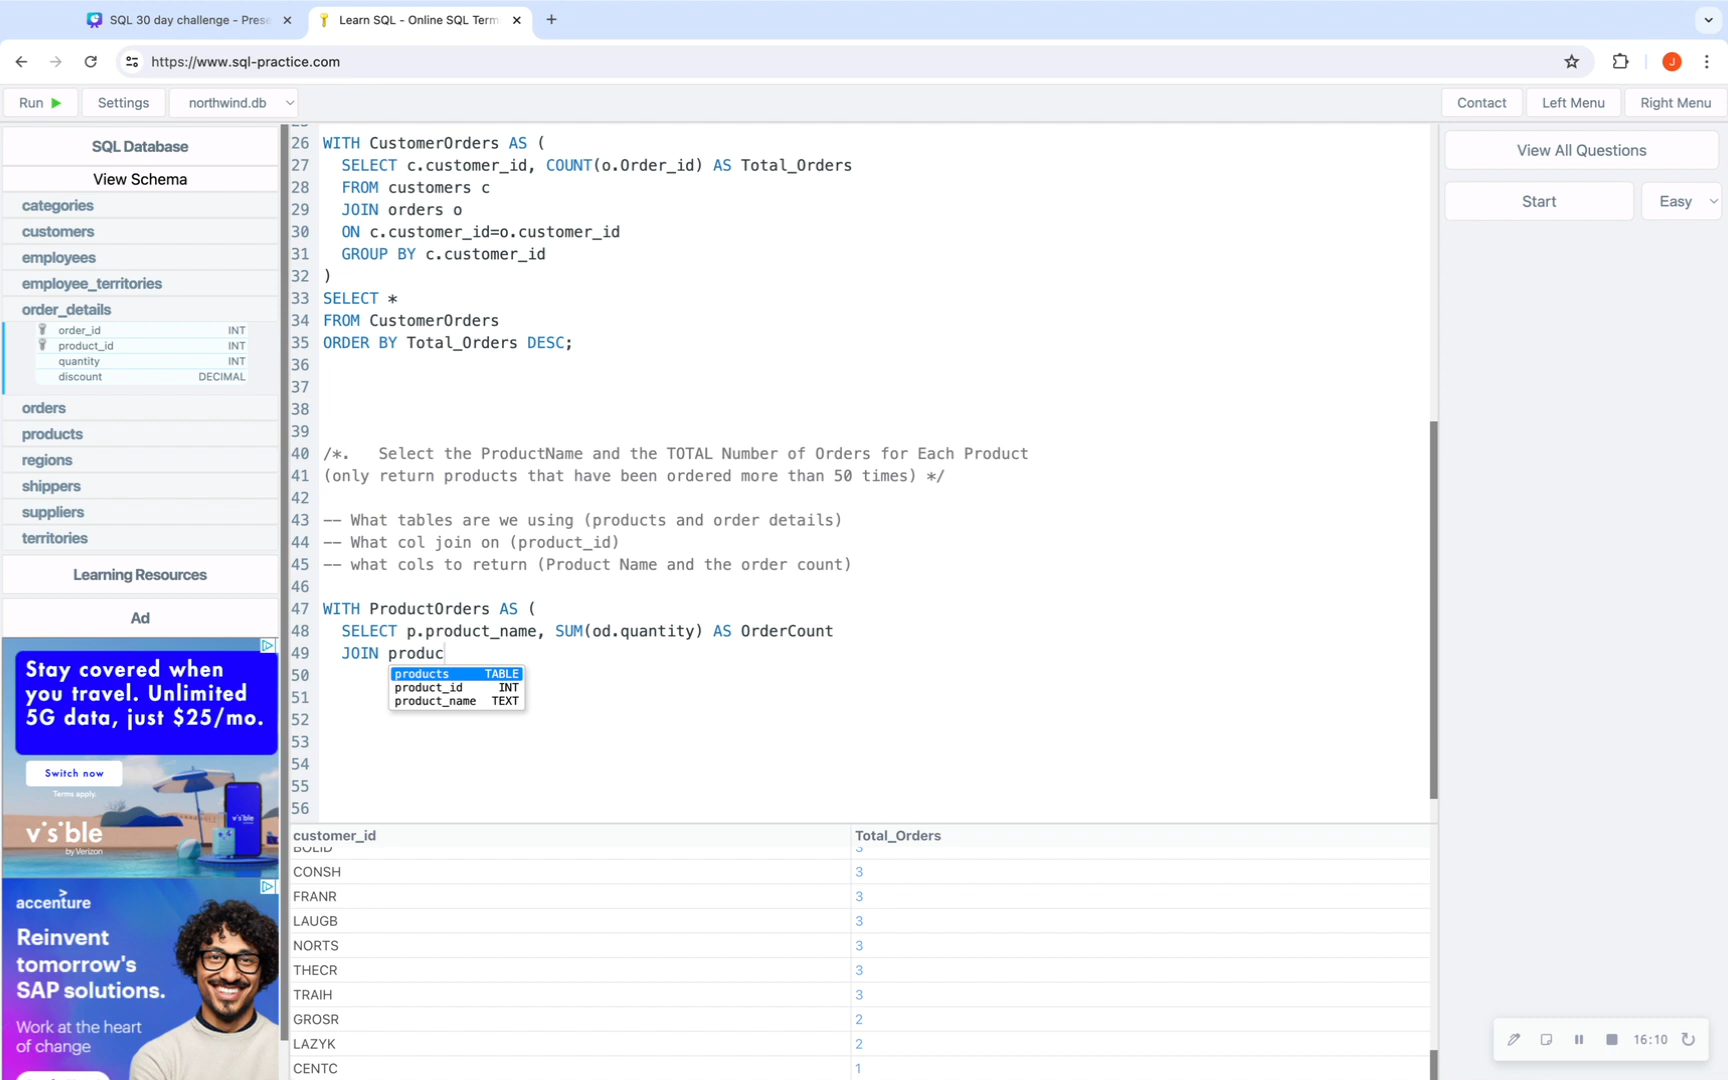 SQL 30 day challenge - Prese
Learn SQL - Online SQL Term
https://www.sql-practice.com
J
Run
Settings
northwind.db
Contact
Left Menu
Right Menu
SQL Database
View Schema
categories
customers
employees
employee_territories
order_details
order_id INT
product_id INT
quantity INT
discount DECIMAL
orders
products
regions
shippers
suppliers
territories
Learning Resources
Ad
Stay covered when
you travel. Unlimited
5G data, just $25/mo.
Switch now
Terms apply.
visible
by Verizon
visible
accenture
Reinvent
tomorrow's
SAP solutions.
Work at the heart
of change
26 WITH CustomerOrders AS (
27 SELECT c.customer_id, COUNT(o.Order_id) AS Total_Orders
28 FROM customers c
29 JOIN orders o
30 ON c.customer_id=o.customer_id
31 GROUP BY c.customer_id
32 )
33 SELECT *
34 FROM CustomerOrders
35 ORDER BY Total_Orders DESC;
36
37
38
39
40 /*. Select the ProductName and the TOTAL Number of Orders for Each Product
41 (only return products that have been ordered more than 50 times) */
42
43 -- What tables are we using (products and order details)
44 -- What col join on (product_id)
45 -- what cols to return (Product Name and the order count)
46
47 WITH ProductOrders AS (
48 SELECT p.product_name, SUM(od.quantity) AS OrderCount
49 JOIN produc
50
51
52
53
54
55
56
products TABLE
product_id INT
product_name TEXT
customer_id Total_Orders
BOLID 3
CONSH 3
FRANR 3
LAUGB 3
NORTS 3
THECR 3
TRAIH 3
GROSR 2
LAZYK 2
CENTC 1
View All Questions
Start
Easy
16:10